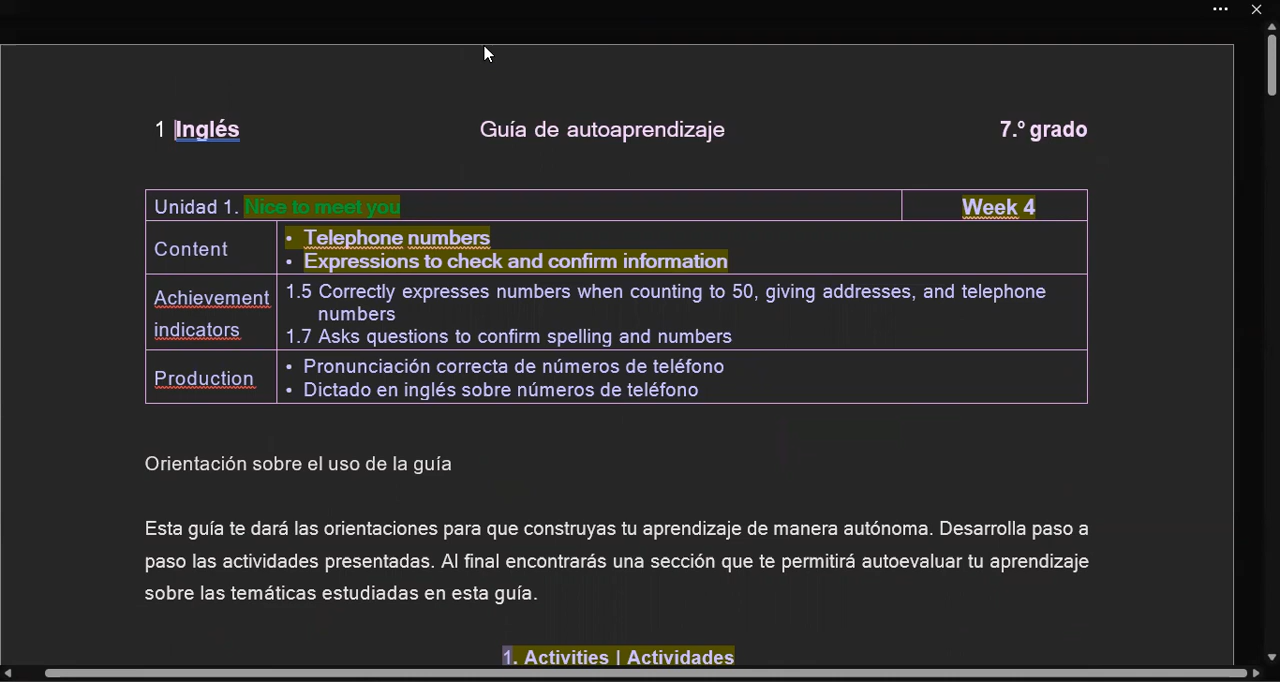 1 Inglés Guía de autoaprendizaje 7.º grado
Unidad 1. Nice to meet you Week 4
Content
• Telephone numbers
• Expressions to check and confirm information
Achievement indicators
1.5 Correctly expresses numbers when counting to 50, giving addresses, and telephone
numbers
1.7 Asks questions to confirm spelling and numbers
Production
• Pronunciación correcta de números de teléfono
• Dictado en inglés sobre números de teléfono
Orientación sobre el uso de la guía
Esta guía te dará las orientaciones para que construyas tu aprendizaje de manera autónoma. Desarrolla paso a
paso las actividades presentadas. Al final encontrarás una sección que te permitirá autoevaluar tu aprendizaje
sobre las temáticas estudiadas en esta guía.
1. Activities | Actividades